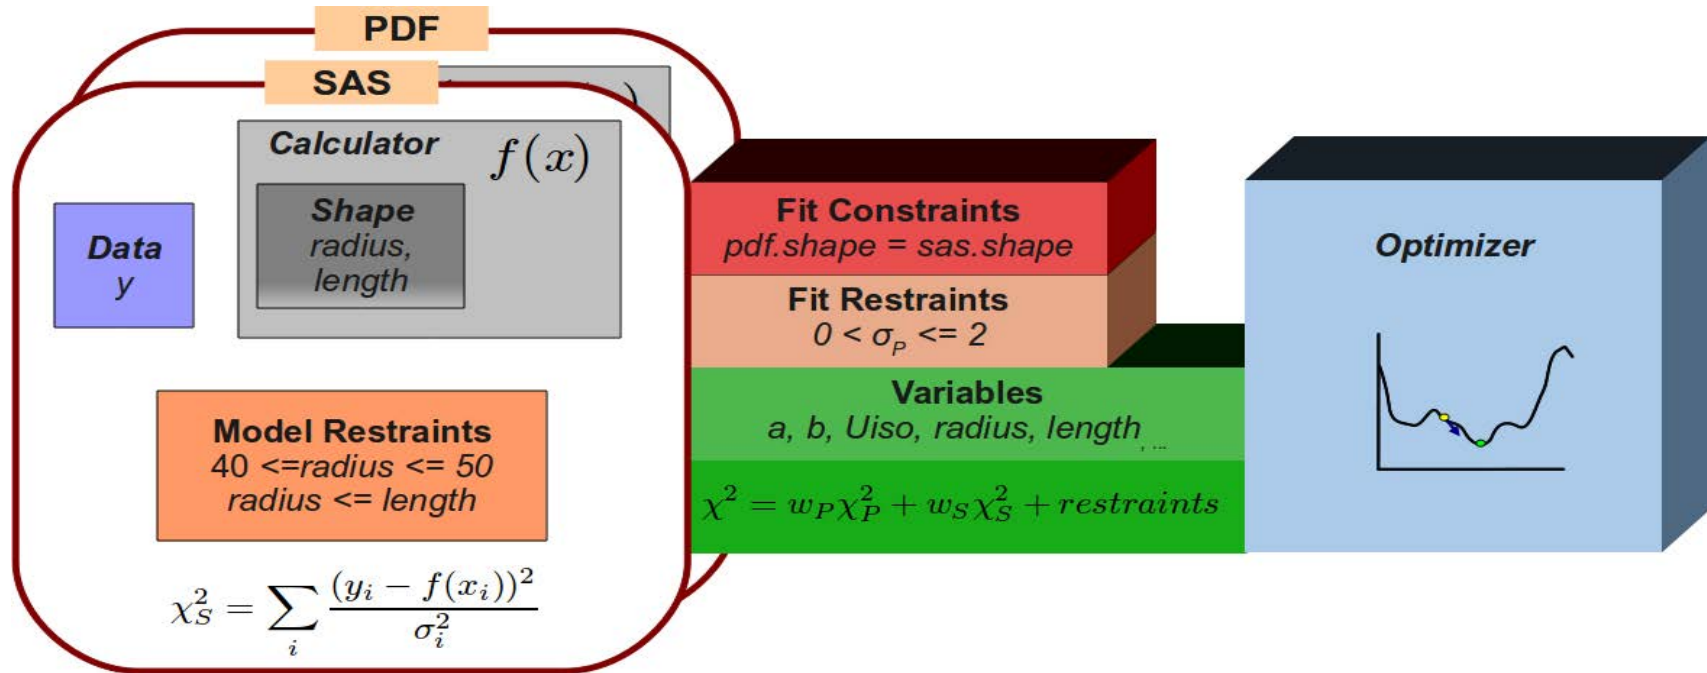 PDF
SAS
Calculator
f(x)
Shape
radius,
length
Data
y
Model Restraints
40 <=radius <= 50
radius <= length
χ²_S = ∑_i (y_i − f(x_i))² / σ²_i
Fit Constraints
pdf.shape = sas.shape
Fit Restraints
0 < σ_P <= 2
Variables
a, b, Uiso, radius, length, ...
χ² = w_P χ²_P + w_S χ²_S + restraints
Optimizer